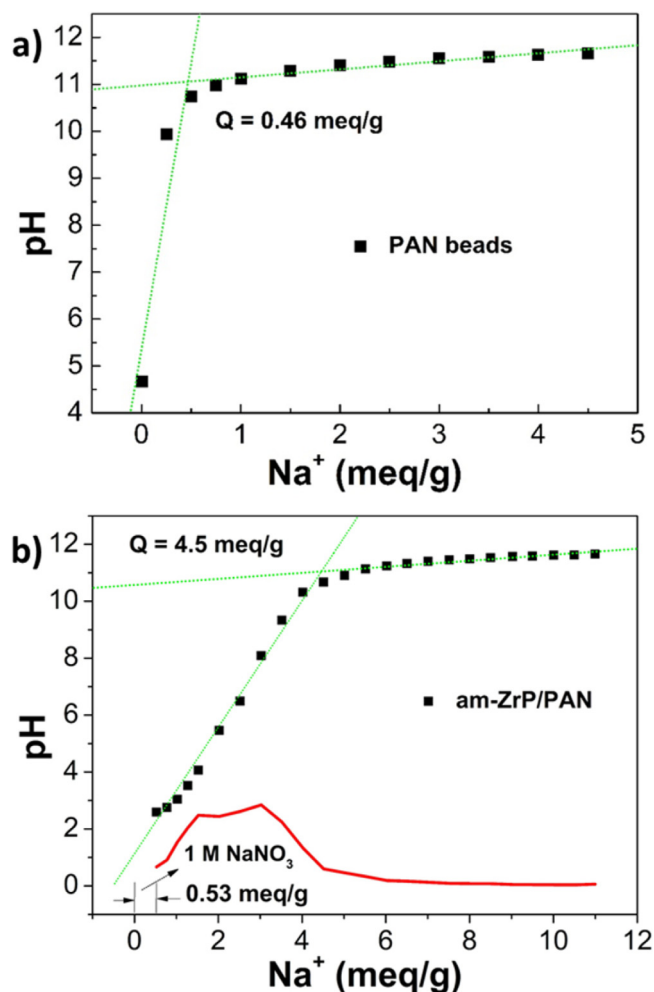 a)
12
11
10
9
8
7
6
5
4
pH
Q = 0.46 meq/g
PAN beads
0 1 2 3 4 5
Na⁺ (meq/g)
b)
12
10
8
6
4
2
0
pH
Q = 4.5 meq/g
am-ZrP/PAN
1 M NaNO₃
0.53 meq/g
0 2 4 6 8 10 12
Na⁺ (meq/g)